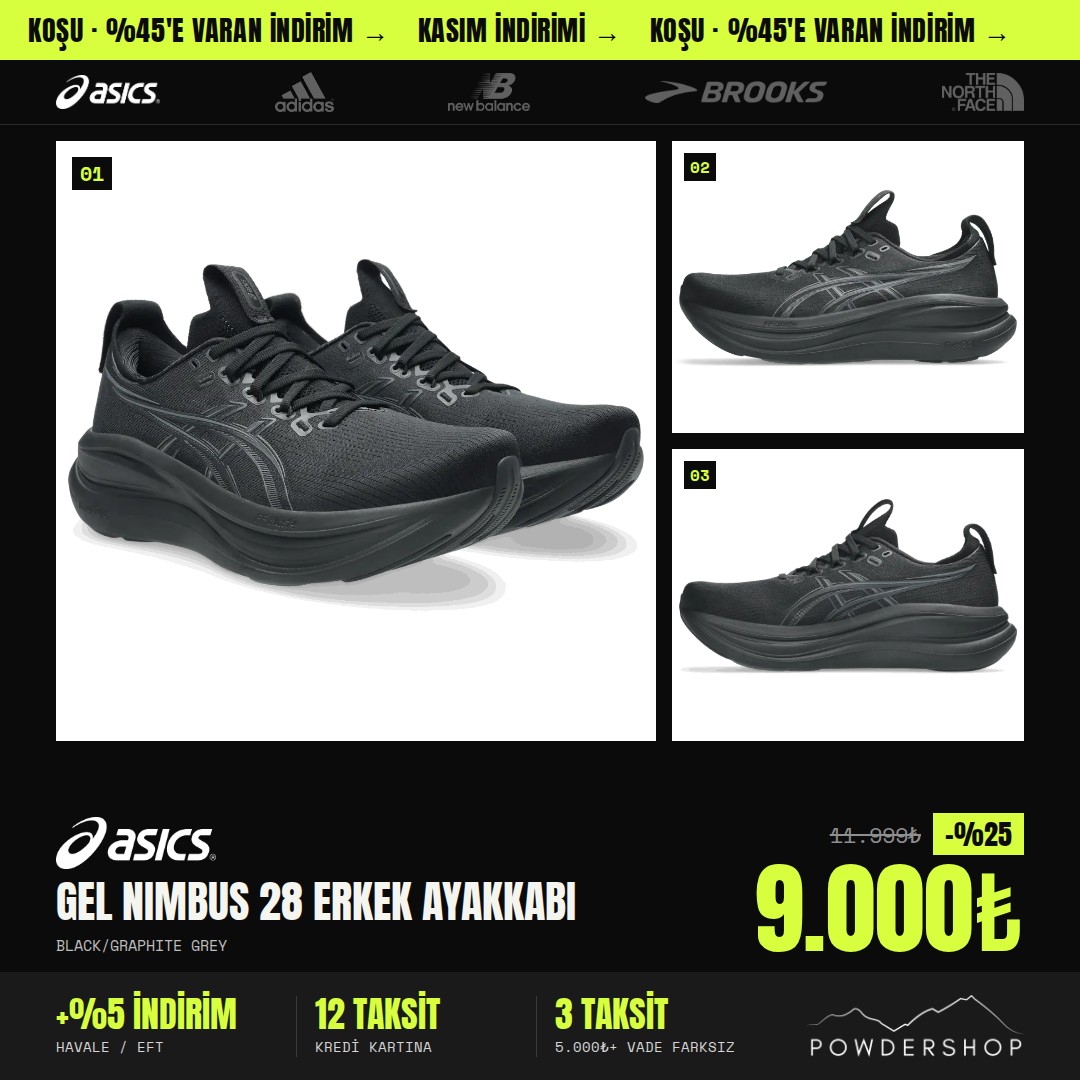 KOŞU · %45'E VARAN İNDİRİM → KASIM İNDİRİMİ → KOŞU · %45'E VARAN İNDİRİM →
asics adidas new balance BROOKS THE NORTH FACE
01
02
03
asics
GEL NIMBUS 28 ERKEK AYAKKABI
BLACK/GRAPHITE GREY
11.999₺ -%25
9.000₺
+%5 İNDİRİM
HAVALE / EFT
12 TAKSİT
KREDİ KARTINA
3 TAKSİT
5.000₺+ VADE FARKSIZ
POWDERSHOP